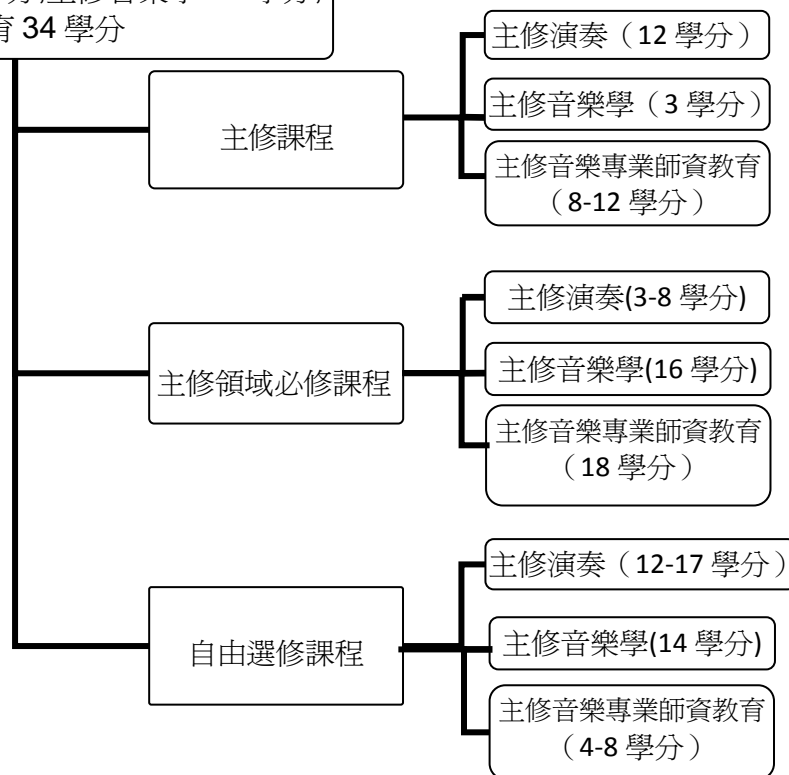 育 34 學分
主修課程
主修演奏（12 學分）
主修音樂學（3 學分）
主修音樂專業師資教育
（8-12 學分）
主修領域必修課程
主修演奏(3-8 學分)
主修音樂學(16 學分)
主修音樂專業師資教育
（18 學分）
自由選修課程
主修演奏（12-17 學分）
主修音樂學(14 學分)
主修音樂專業師資教育
（4-8 學分）